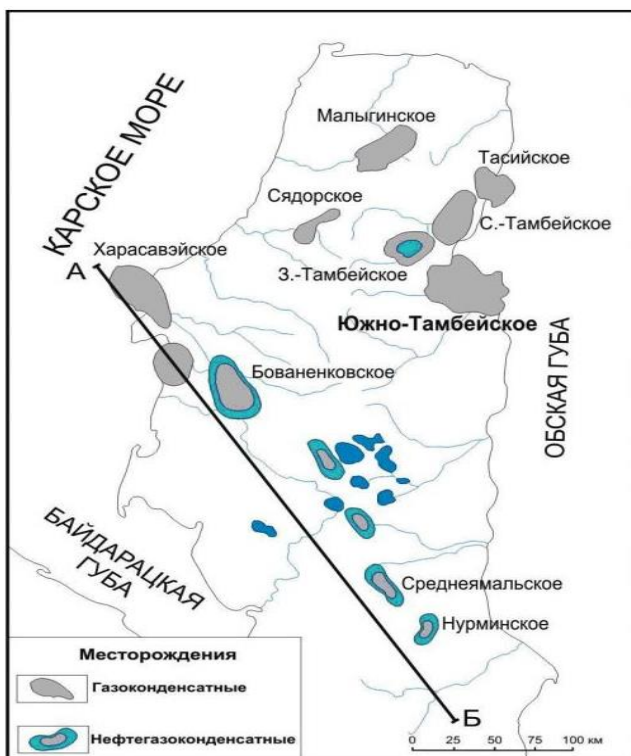 КАРСКОЕ МОРЕ
Малыгинское
Тасийское
Сядорское
С.-Тамбейское
Харасавэйское
А
З.-Тамбейское
Южно-Тамбейское
Бованенковское
ОБСКАЯ ГУБА
БАЙДАРАЦКАЯ
ГУБА
Среднеямальское
Нурминское
Месторождения
Газоконденсатные
Нефтегазоконденсатные
Б
0 25 50 75 100 км